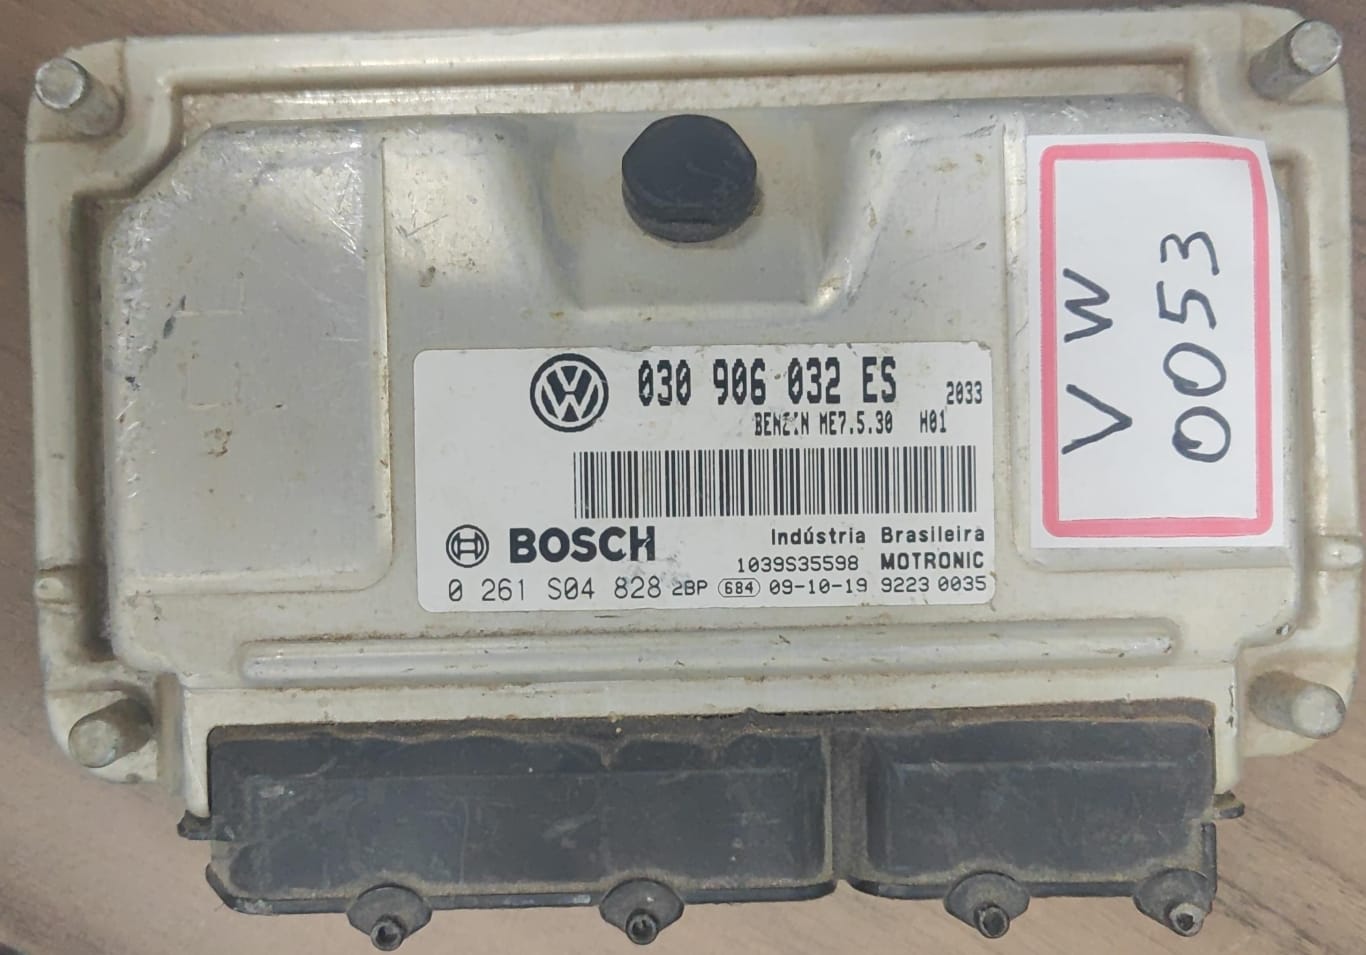 030 906 032 ES 2033
BENZIN ME7.5.30 H01
BOSCH
Indústria Brasileira
1039S35598 MOTRONIC
0 261 S04 828 2BP 684 09-10-19 9223 0035
VW
0053